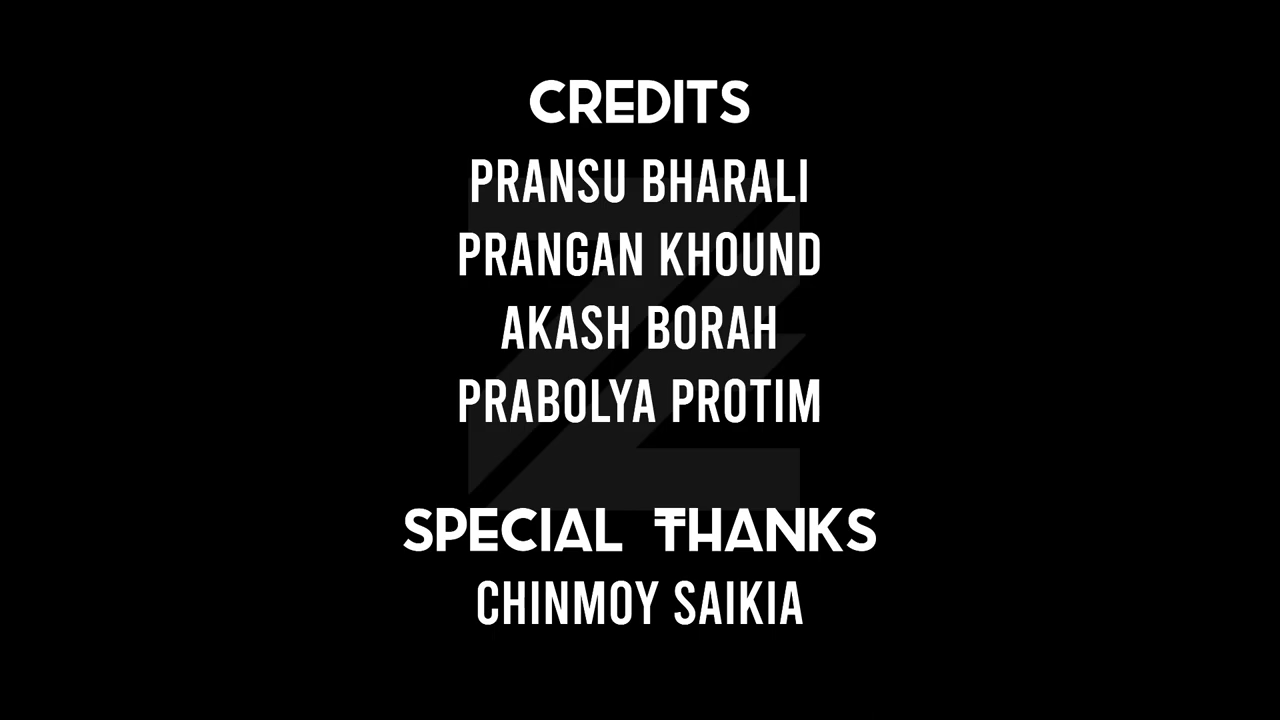 CREDITS
PRANSU BHARALI
PRANGAN KHOUND
AKASH BORAH
PRABOLYA PROTIM
SPECIAL THANKS
CHINMOY SAIKIA